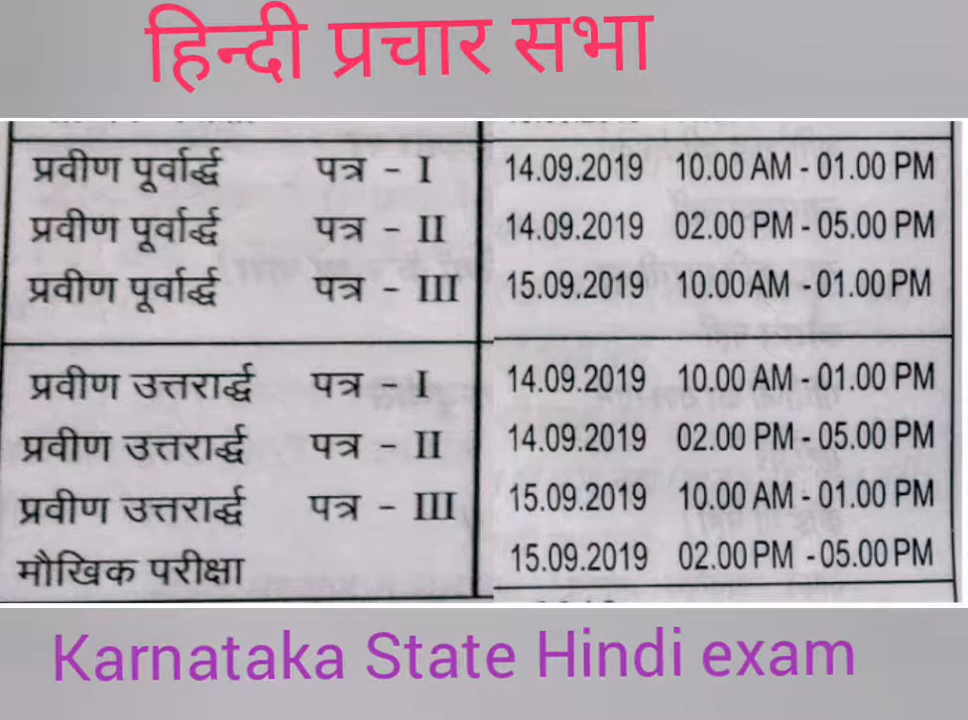 हिन्दी प्रचार सभा
प्रवीण पूर्वार्द्ध पत्र - I 14.09.2019 10.00 AM - 01.00 PM
प्रवीण पूर्वार्द्ध पत्र - II 14.09.2019 02.00 PM - 05.00 PM
प्रवीण पूर्वार्द्ध पत्र - III 15.09.2019 10.00AM - 01.00 PM
प्रवीण उत्तरार्द्ध पत्र - I 14.09.2019 10.00 AM - 01.00 PM
प्रवीण उत्तरार्द्ध पत्र - II 14.09.2019 02.00 PM - 05.00 PM
प्रवीण उत्तरार्द्ध पत्र - III 15.09.2019 10.00 AM - 01.00 PM
मौखिक परीक्षा 15.09.2019 02.00 PM - 05.00 PM
Karnataka State Hindi exam